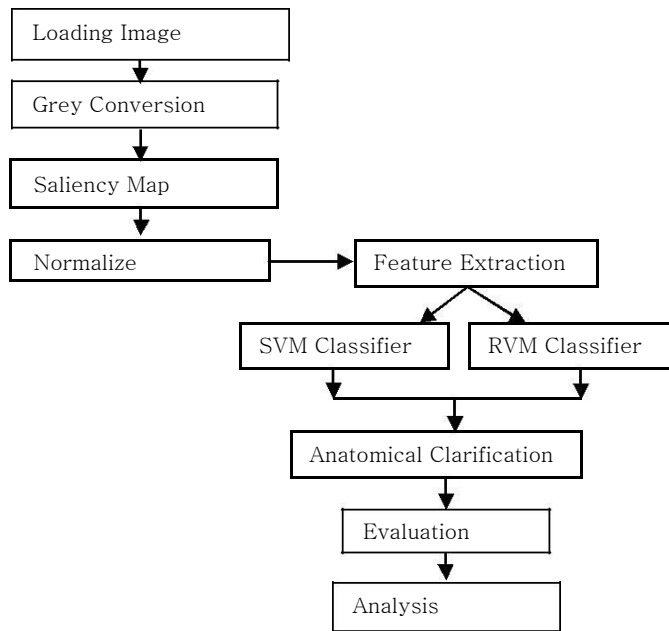 Loading Image
Grey Conversion
Saliency Map
Normalize
Feature Extraction
SVM Classifier
RVM Classifier
Anatomical Clarification
Evaluation
Analysis